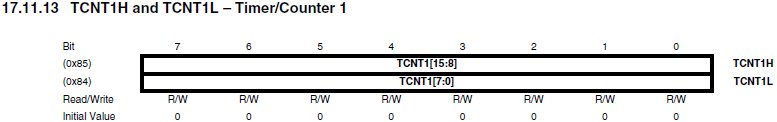 17.11.13 TCNT1H and TCNT1L – Timer/Counter 1
Bit 7 6 5 4 3 2 1 0
(0x85) TCNT1[15:8] TCNT1H
(0x84) TCNT1[7:0] TCNT1L
Read/Write R/W R/W R/W R/W R/W R/W R/W R/W
Initial Value 0 0 0 0 0 0 0 0